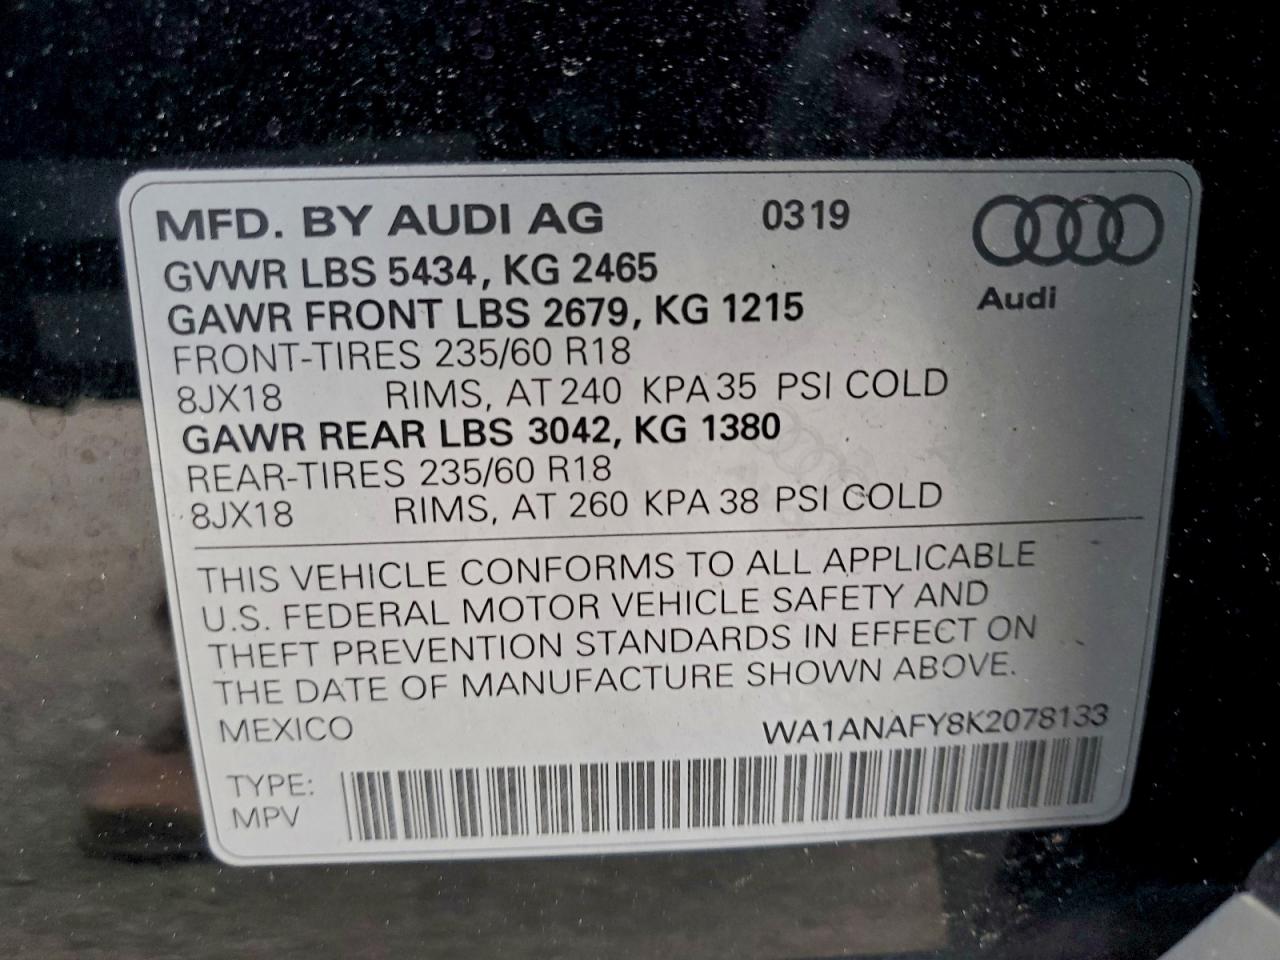 MFD. BY AUDI AG 0319
GVWR LBS 5434, KG 2465
GAWR FRONT LBS 2679, KG 1215
Audi
FRONT-TIRES 235/60 R18
8JX18 RIMS, AT 240 KPA 35 PSI COLD
GAWR REAR LBS 3042, KG 1380
REAR-TIRES 235/60 R18
8JX18 RIMS, AT 260 KPA 38 PSI COLD
THIS VEHICLE CONFORMS TO ALL APPLICABLE
U.S. FEDERAL MOTOR VEHICLE SAFETY AND
THEFT PREVENTION STANDARDS IN EFFECT ON
THE DATE OF MANUFACTURE SHOWN ABOVE.
MEXICO WA1ANAFY8K2078133
TYPE:
MPV